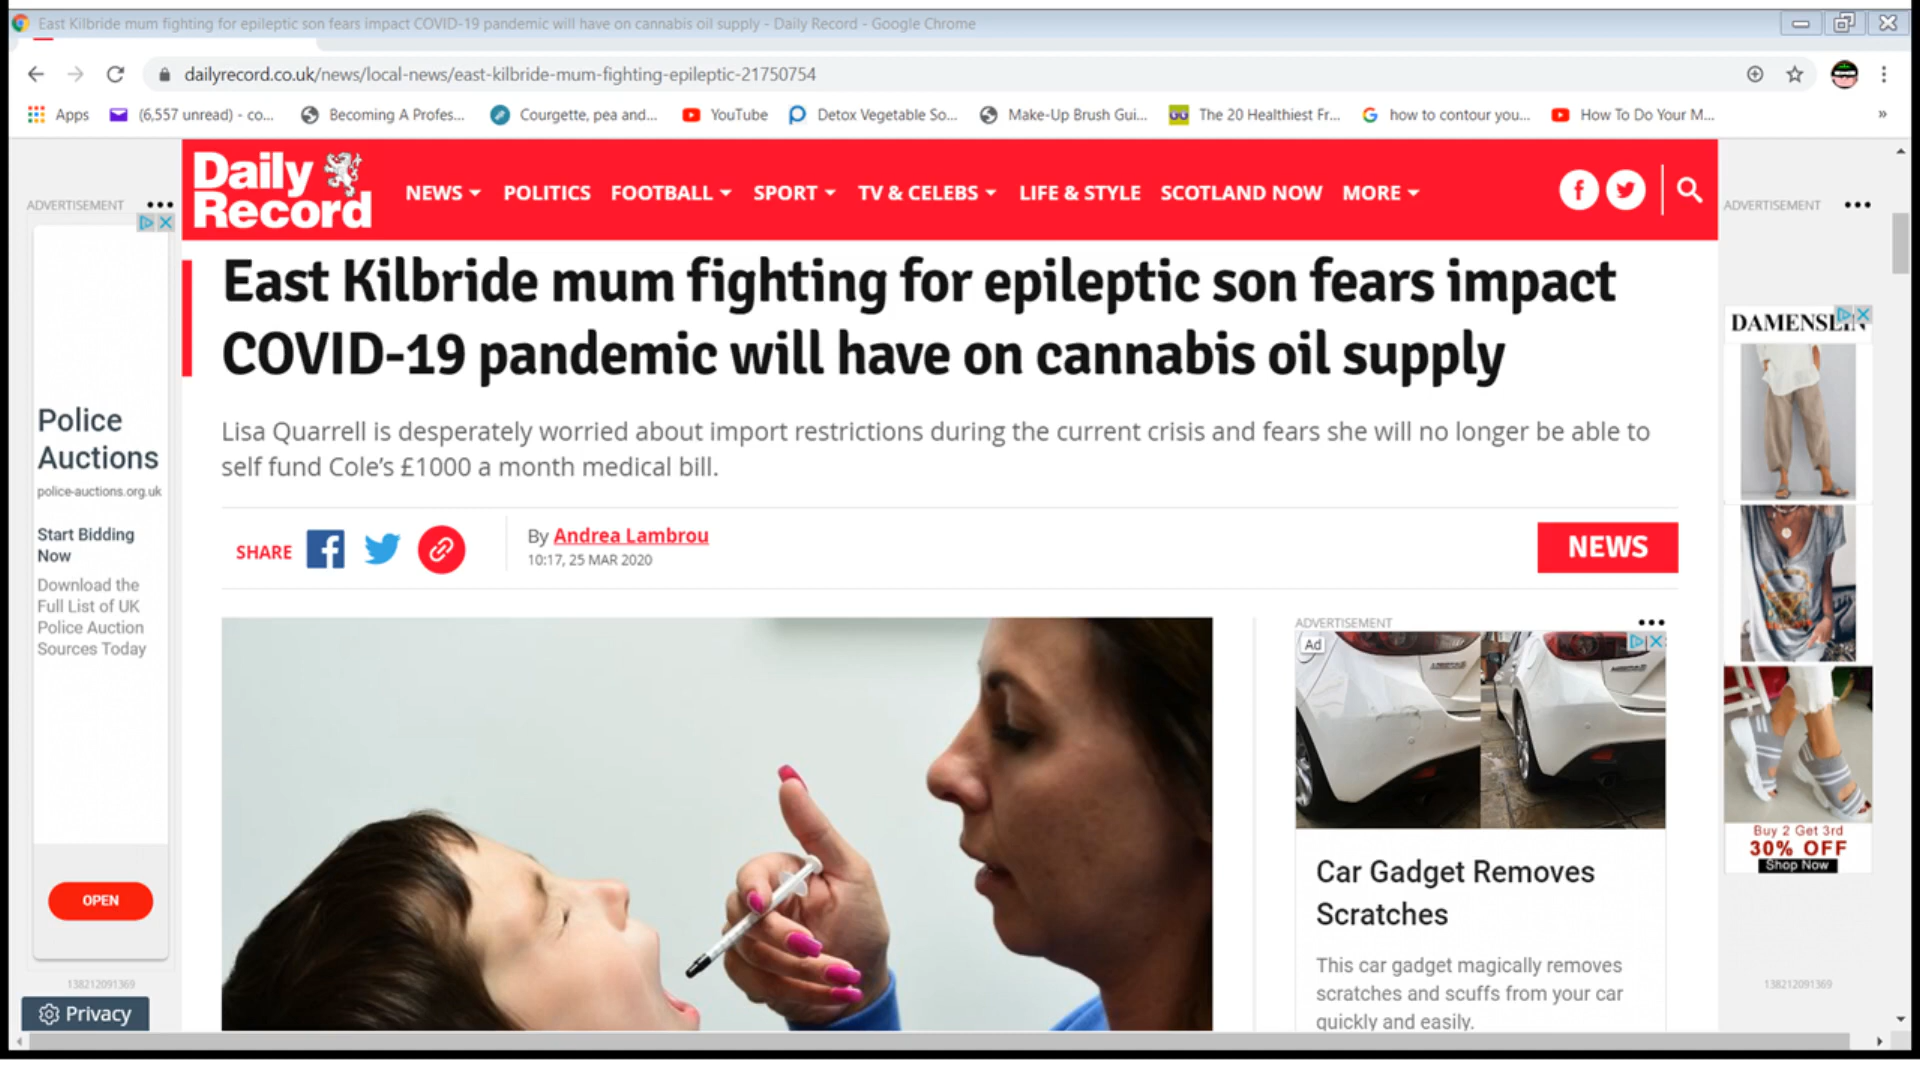 East Kilbride mum fighting for epileptic son fears impact COVID-19 pandemic will have on cannabis oil supply - Daily Record - Google Chrome
dailyrecord.co.uk/news/local-news/east-kilbride-mum-fighting-epileptic-21750754
Apps (6,557 unread) - co... Becoming A Profes... Courgette, pea and... YouTube Detox Vegetable So... Make-Up Brush Gui... The 20 Healthiest Fr... how to contour you... How To Do Your M... »
Daily
Record
NEWS POLITICS FOOTBALL SPORT TV & CELEBS LIFE & STYLE SCOTLAND NOW MORE
ADVERTISEMENT
Police
Auctions
police-auctions.org.uk
Start Bidding
Now
Download the
Full List of UK
Police Auction
Sources Today
OPEN
138212091369
Privacy
East Kilbride mum fighting for epileptic son fears impact
COVID-19 pandemic will have on cannabis oil supply
Lisa Quarrell is desperately worried about import restrictions during the current crisis and fears she will no longer be able to
self fund Cole's £1000 a month medical bill.
SHARE
By Andrea Lambrou
10:17, 25 MAR 2020
NEWS
ADVERTISEMENT
Ad
Car Gadget Removes
Scratches
This car gadget magically removes
scratches and scuffs from your car
quickly and easily.
ADVERTISEMENT
Buy 2 Get 3rd
30% OFF
Shop Now
138212091369